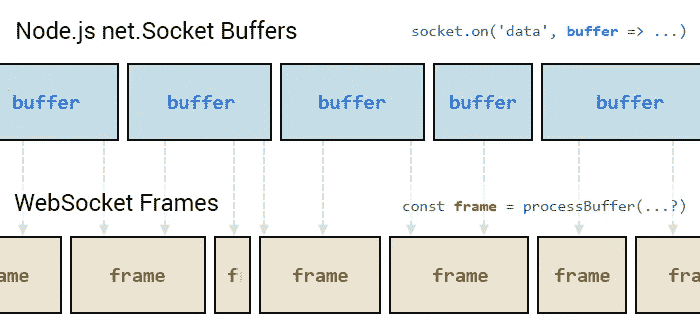 Node.js net.Socket Buffers
socket.on('data', buffer => ...)
buffer buffer buffer buffer buffer
WebSocket Frames
const frame = processBuffer(...?)
ame frame f frame frame frame fra